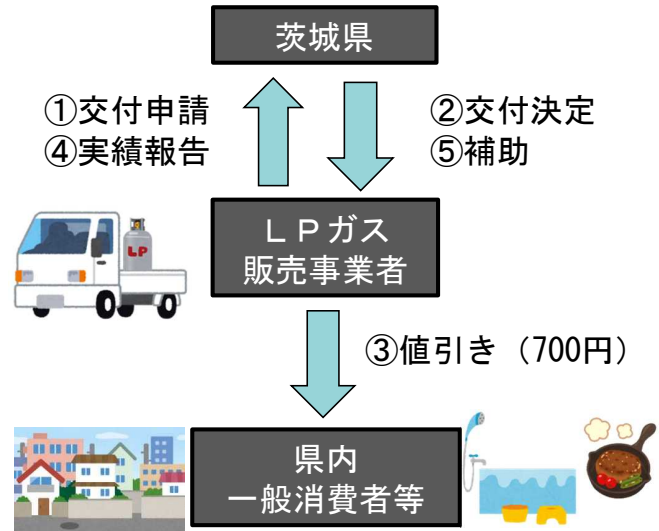 茨城県
①交付申請
④実績報告
②交付決定
⑤補助
ＬＰガス
販売事業者
LP
③値引き（700円）
県内
一般消費者等